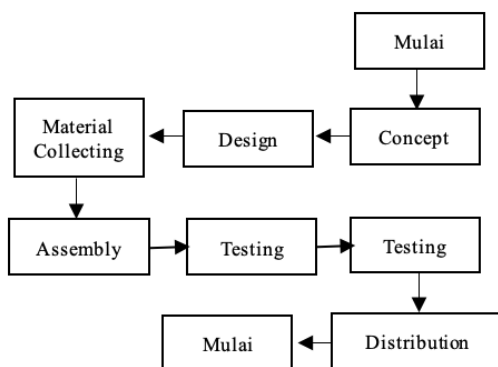 Mulai
Concept
Design
Material
Collecting
Assembly
Testing
Testing
Distribution
Mulai